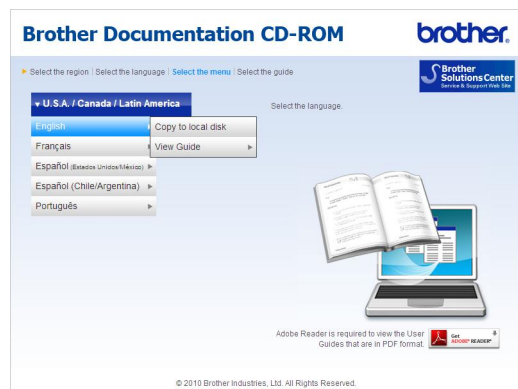 Brother Documentation CD-ROM
brother
Select the region | Select the language | Select the menu | Select the guide
Brother
Solutions Center
Service & Support Web Site
U.S.A. / Canada / Latin America
Select the language.
English
Copy to local disk
Français
View Guide
Español (Estados Unidos/México)
Español (Chile/Argentina)
Português
Adobe Reader is required to view the User
Guides that are in PDF format.
Get
ADOBE® READER®
© 2010 Brother Industries, Ltd. All Rights Reserved.